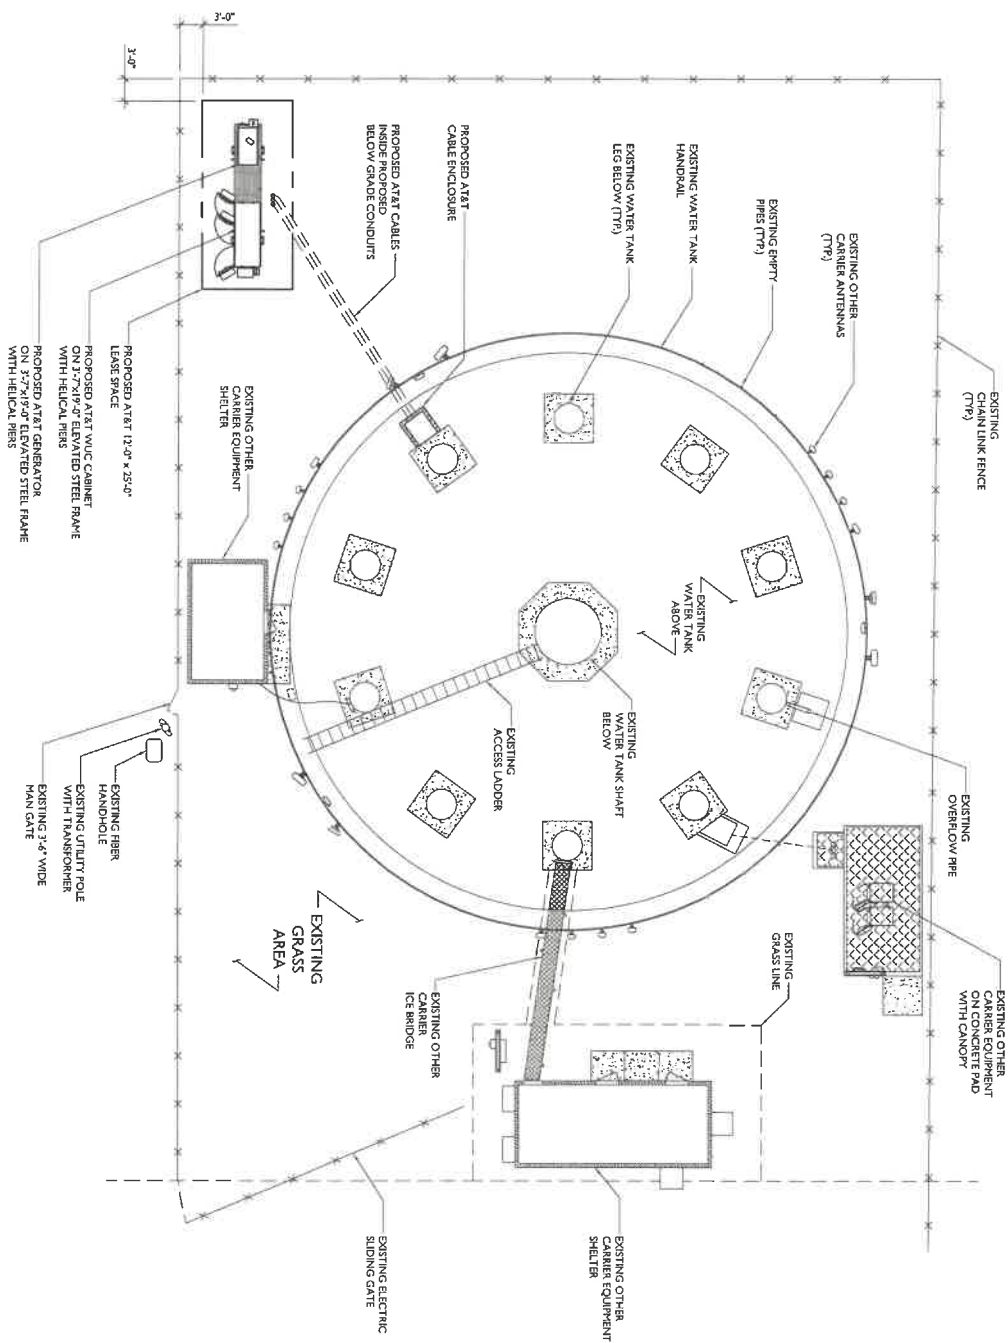 3'-0"
3'-0"
EXISTING
CHAIN LINK FENCE
(TYP.)
EXISTING OTHER
CARRIER ANTENNAS
(TYP.)
EXISTING EMPTY
PIPES (TYP.)
EXISTING WATER TANK
HANDRAIL
EXISTING WATER TANK
LEG BELOW (TYP.)
PROPOSED AT&T
CABLE ENCLOSURE
PROPOSED AT&T CABLES
INSIDE PROPOSED
BELOW GRADE CONDUITS
EXISTING
WATER TANK
ABOVE
EXISTING
WATER TANK SHAFT
BELOW
EXISTING
ACCESS LADDER
EXISTING
OVERFLOW PIPE
EXISTING OTHER
CARRIER EQUIPMENT
ON CONCRETE PAD
WITH CANOPY
EXISTING
GRASS LINE
EXISTING OTHER
CARRIER
ICE BRIDGE
EXISTING
GRASS
AREA
EXISTING OTHER
CARRIER EQUIPMENT
SHELTER
EXISTING ELECTRIC
SLIDING GATE
EXISTING OTHER
CARRIER EQUIPMENT
SHELTER
PROPOSED AT&T 12'-0" x 25'-0"
LEASE SPACE
PROPOSED AT&T WUC CABINET
ON 3'-7"x19'-0" ELEVATED STEEL FRAME
WITH HELICAL PIERS
PROPOSED AT&T GENERATOR
ON 3'-7"x19'-0" ELEVATED STEEL FRAME
WITH HELICAL PIERS
EXISTING FIBER
HANDHOLE
EXISTING UTILITY POLE
WITH TRANSFORMER
EXISTING 3'-6" WIDE
MAN GATE